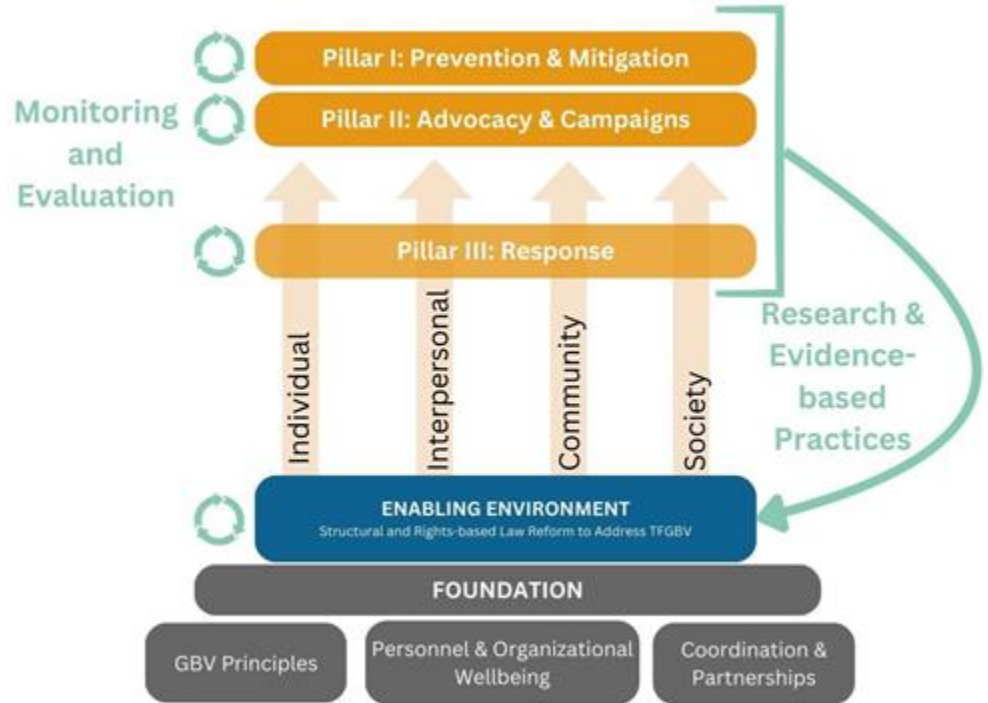 Pillar I: Prevention & Mitigation
Pillar II: Advocacy & Campaigns
Monitoring
and
Evaluation
Pillar III: Response
Individual
Interpersonal
Community
Society
Research &
Evidence-
based
Practices
ENABLING ENVIRONMENT
Structural and Rights-based Law Reform to Address TFGBV
FOUNDATION
GBV Principles
Personnel & Organizational
Wellbeing
Coordination &
Partnerships